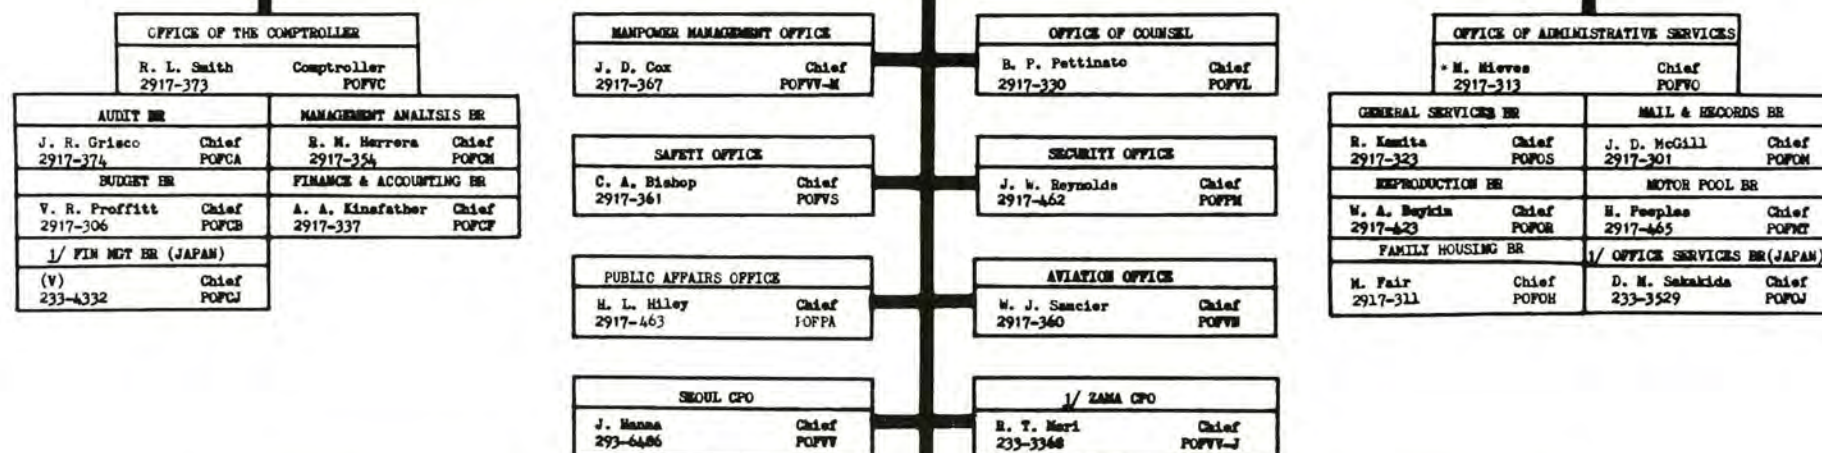 OFFICE OF THE COMPTROLLER
R. L. Smith Comptroller
2917-373 POFVC
AUDIT BR
J. R. Grisco Chief
2917-374 POFCA
MANAGEMENT ANALISIS BR
R. M. Herrera Chief
2917-354 POFCM
BUDGET BR
V. R. Proffitt Chief
2917-306 POFCB
FINANCE & ACCOUNTING BR
A. A. Kinsfather Chief
2917-337 POFCF
1/ FIN MGT BR (JAPAN)
(V) Chief
233-4332 POFCJ
MANPOWER MANAGEMENT OFFICE
J. D. Cox Chief
2917-367 POFVV-M
OFFICE OF COUNSEL
B. P. Pettinato Chief
2917-330 POFVL
SAFETY OFFICE
C. A. Bishop Chief
2917-361 POFVS
SECURITY OFFICE
J. W. Reynolds Chief
2917-462 POFPM
PUBLIC AFFAIRS OFFICE
H. L. Hiley Chief
2917-463 POFPA
AVIATION OFFICE
W. J. Samcier Chief
2917-360
SEOUL CPO
J. Hanna Chief
293-6486 POFVV
1/ ZAMA CPO
R. T. Mori Chief
233-3368 POFVV-J
OFFICE OF ADMINISTRATIVE SERVICES
* M. Nieves Chief
2917-313 POFVO
GENERAL SERVICES BR
R. Kamita Chief
2917-323 POFOS
MAIL & RECORDS BR
J. D. McGill Chief
2917-301 POFOM
REPRODUCTION BR
W. A. Boykin Chief
2917-423 POFOR
MOTOR POOL BR
H. Peeples Chief
2917-465 POFMT
FAMILY HOUSING BR
M. Fair Chief
2917-311 POFOH
1/ OFFICE SERVICES BR(JAPAN)
D. M. Sakakida Chief
233-3529 POFOJ